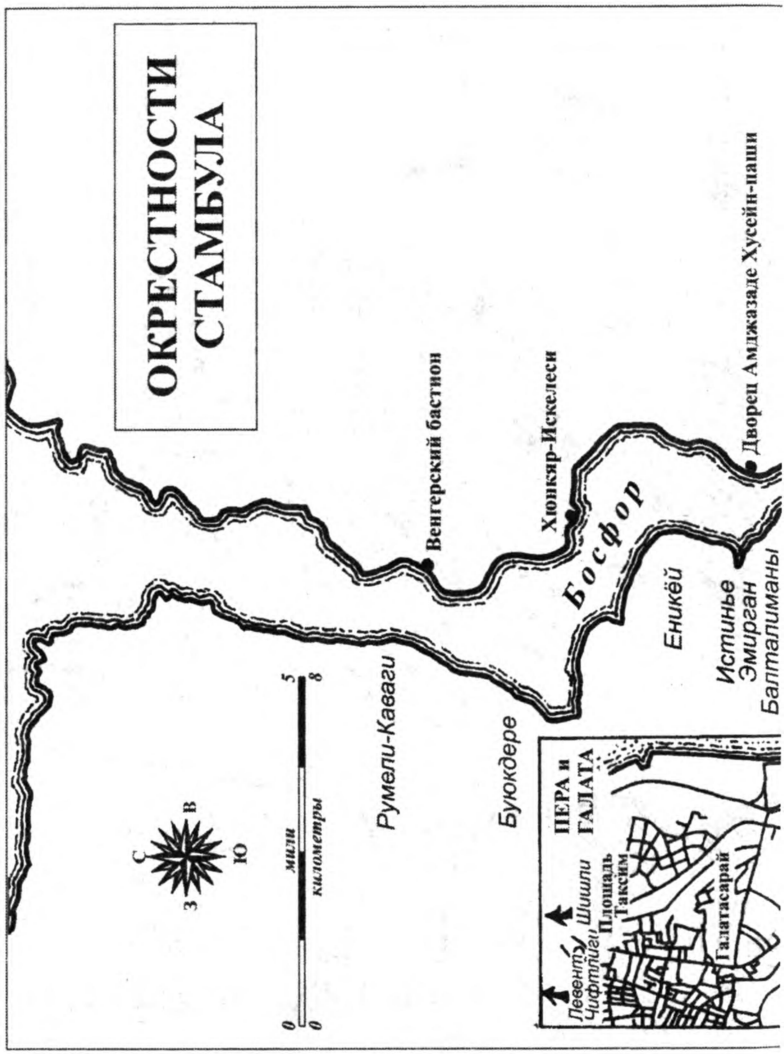 ОКРЕСТНОСТИ
СТАМБУЛА
С
З
В
Ю
мили
0
5
0
8
километры
Румели-Каваги
Венгерский бастион
Буюкдере
Хюнкяр-Искелеси
Босфор
Еникёй
Истинье
Эмирган
Балталиманы
Дворец Амджазаде Хусейн-паши
ПЕРА и
ГАЛАТА
Левент
Чифтлиги
Шишли
Площадь
Таксим
Галатасарай